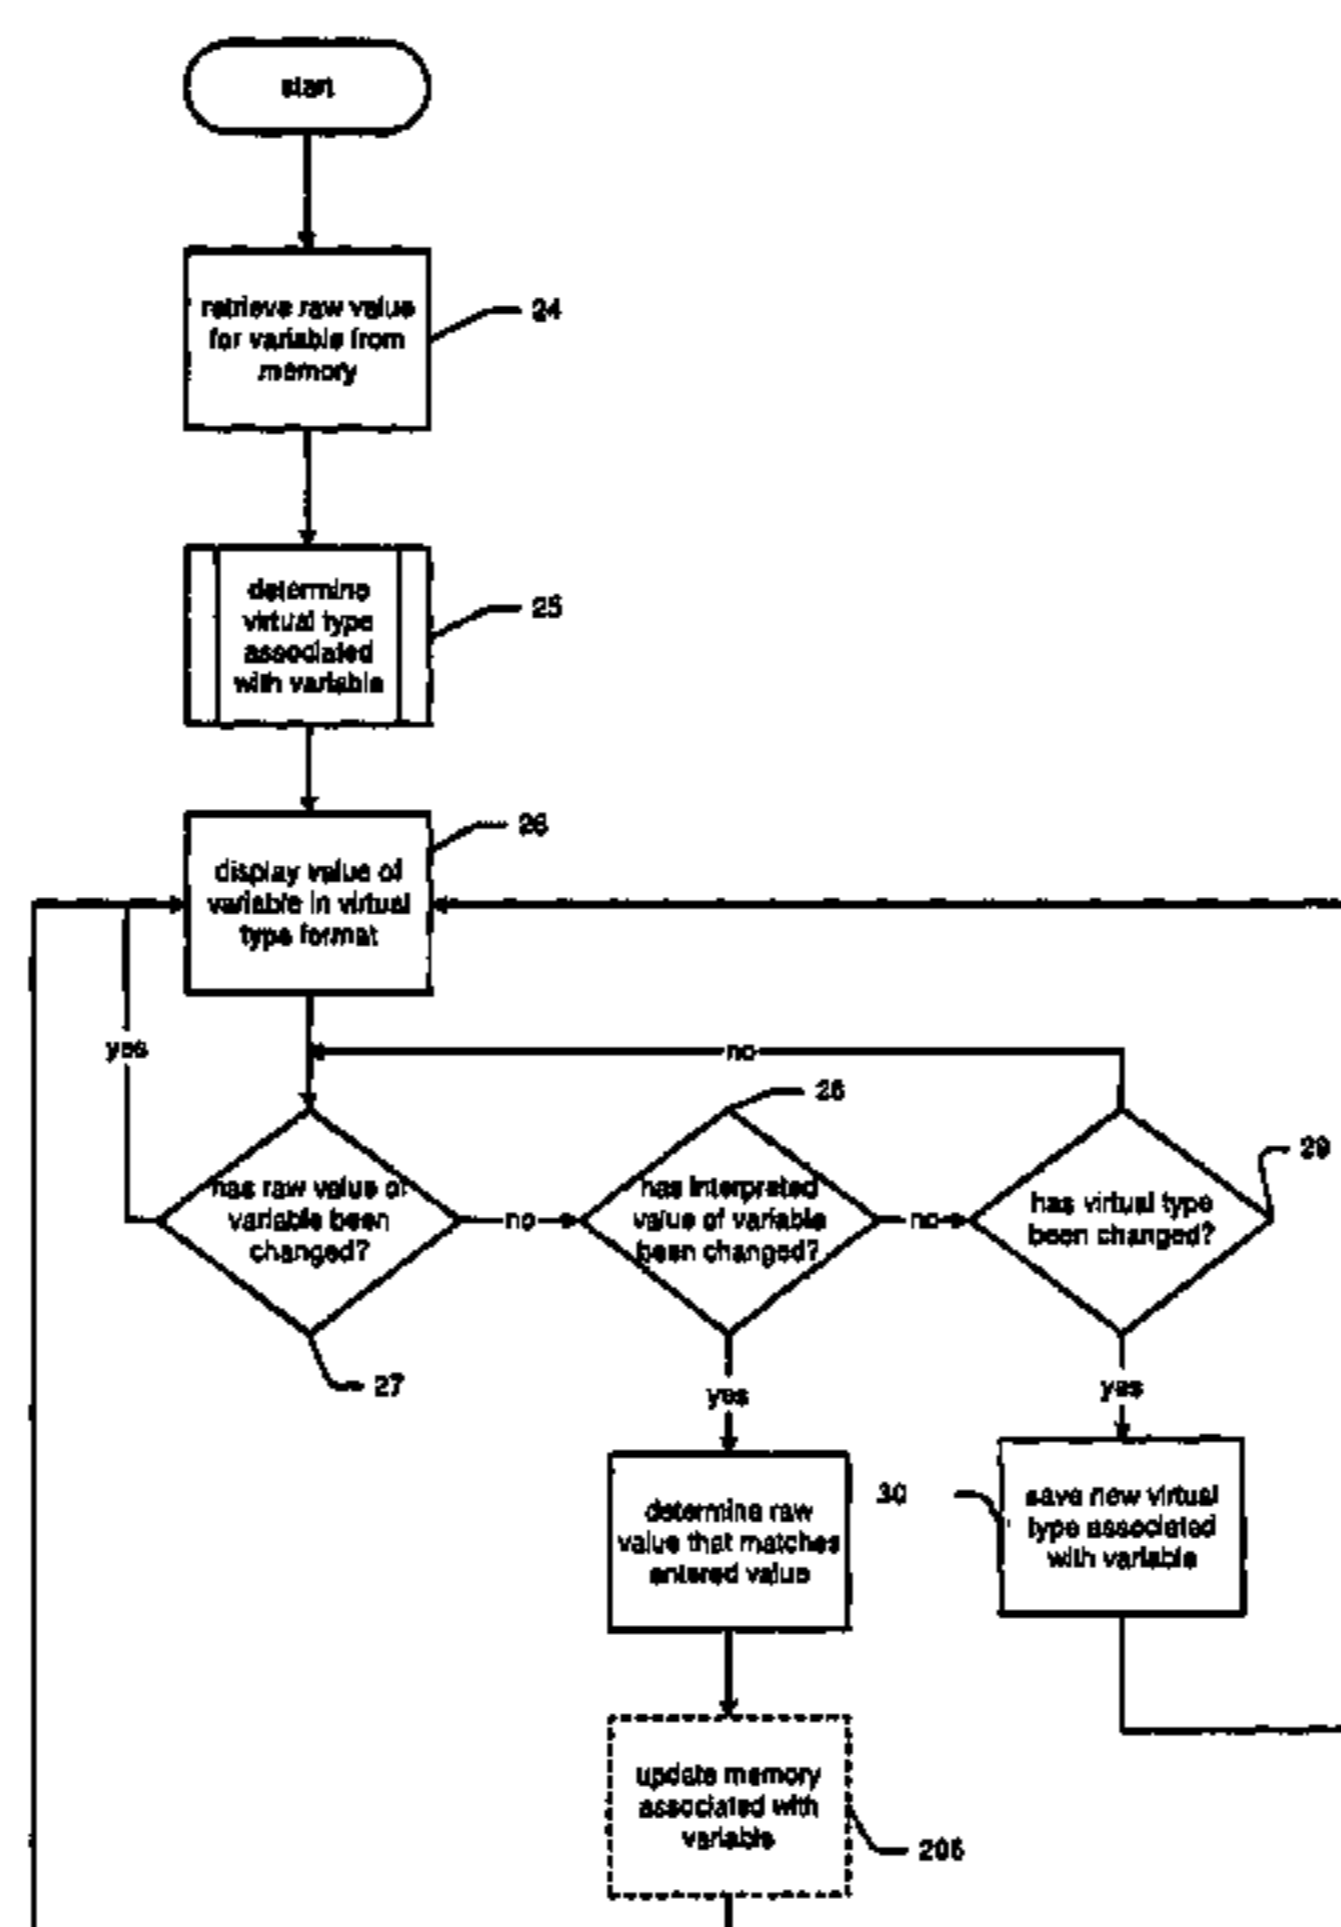 start
retrieve raw value
for variable from
memory
24
determine
virtual type
associated
with variable
25
26
display value of
variable in virtual
type format
yes
no
has raw value of
variable been
changed?
27
no
has interpreted
value of variable
been changed?
no
has virtual type
been changed?
29
yes
yes
determine raw
value that matches
entered value
30
save new virtual
type associated
with variable
update memory
associated with
variable